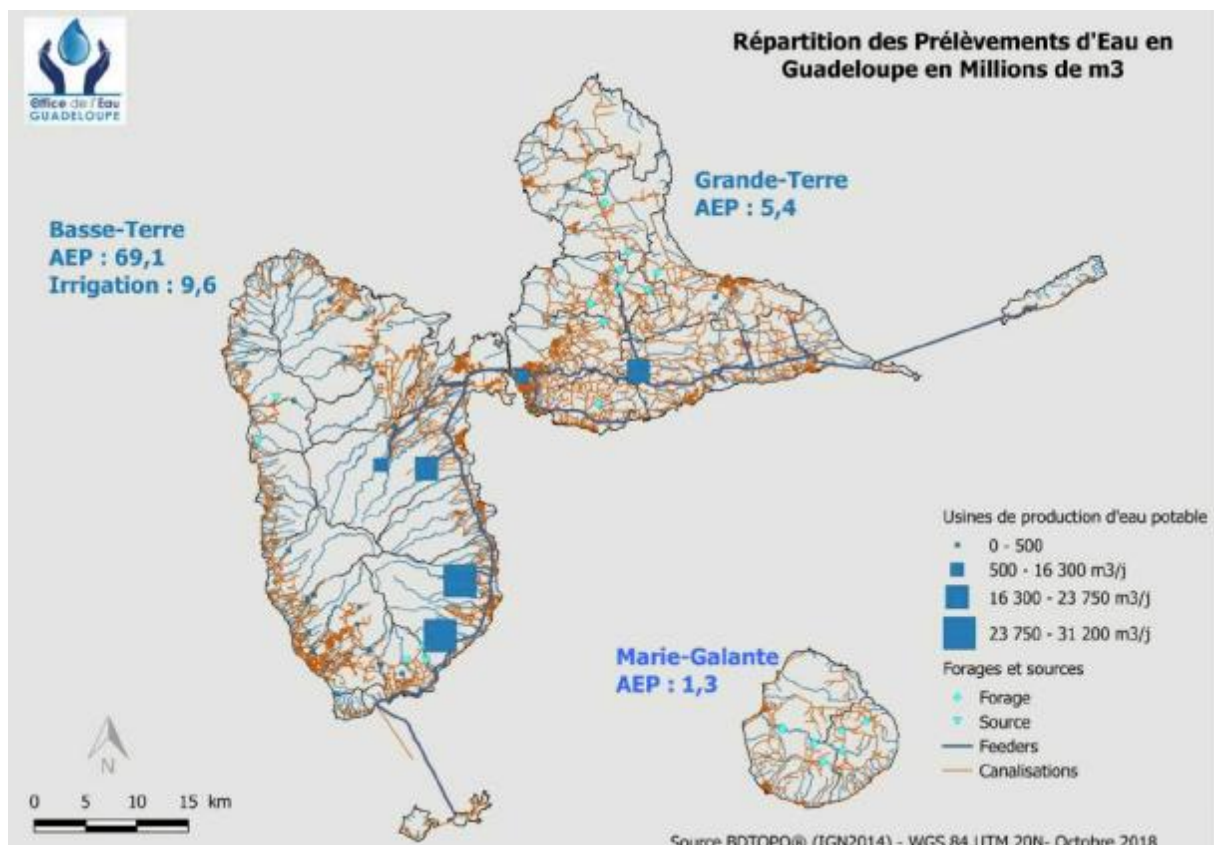 Office de l'Eau
GUADELOUPE
Répartition des Prélèvements d'Eau en
Guadeloupe en Millions de m3
Grande-Terre
AEP : 5,4
Basse-Terre
AEP : 69,1
Irrigation : 9,6
Marie-Galante
AEP : 1,3
Usines de production d'eau potable
0 - 500
500 - 16 300 m3/j
16 300 - 23 750 m3/j
23 750 - 31 200 m3/j
Forages et sources
Forage
Source
Feeders
Canalisations
N
0 5 10 15 km
Source BDTOPO® (IGN2014) - WGS 84 UTM 20N- Octobre 2018